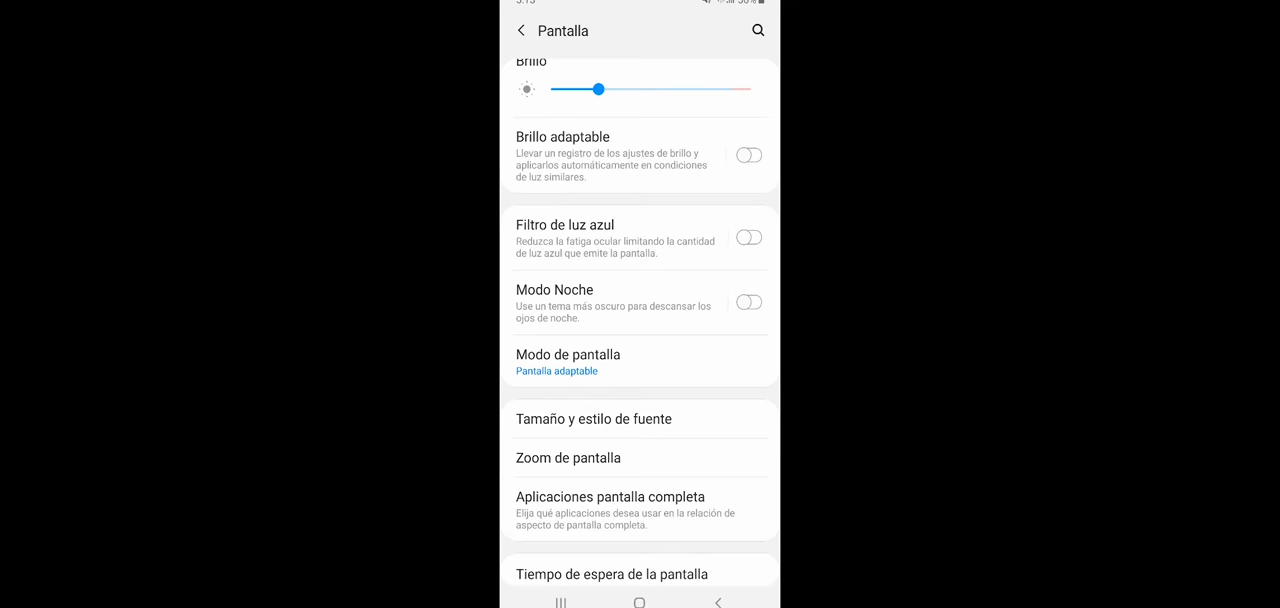 Pantalla
Brillo
Brillo adaptable
Llevar un registro de los ajustes de brillo y
aplicarlos automáticamente en condiciones
de luz similares.
Filtro de luz azul
Reduzca la fatiga ocular limitando la cantidad
de luz azul que emite la pantalla.
Modo Noche
Use un tema más oscuro para descansar los
ojos de noche.
Modo de pantalla
Pantalla adaptable
Tamaño y estilo de fuente
Zoom de pantalla
Aplicaciones pantalla completa
Elija qué aplicaciones desea usar en la relación de
aspecto de pantalla completa.
Tiempo de espera de la pantalla